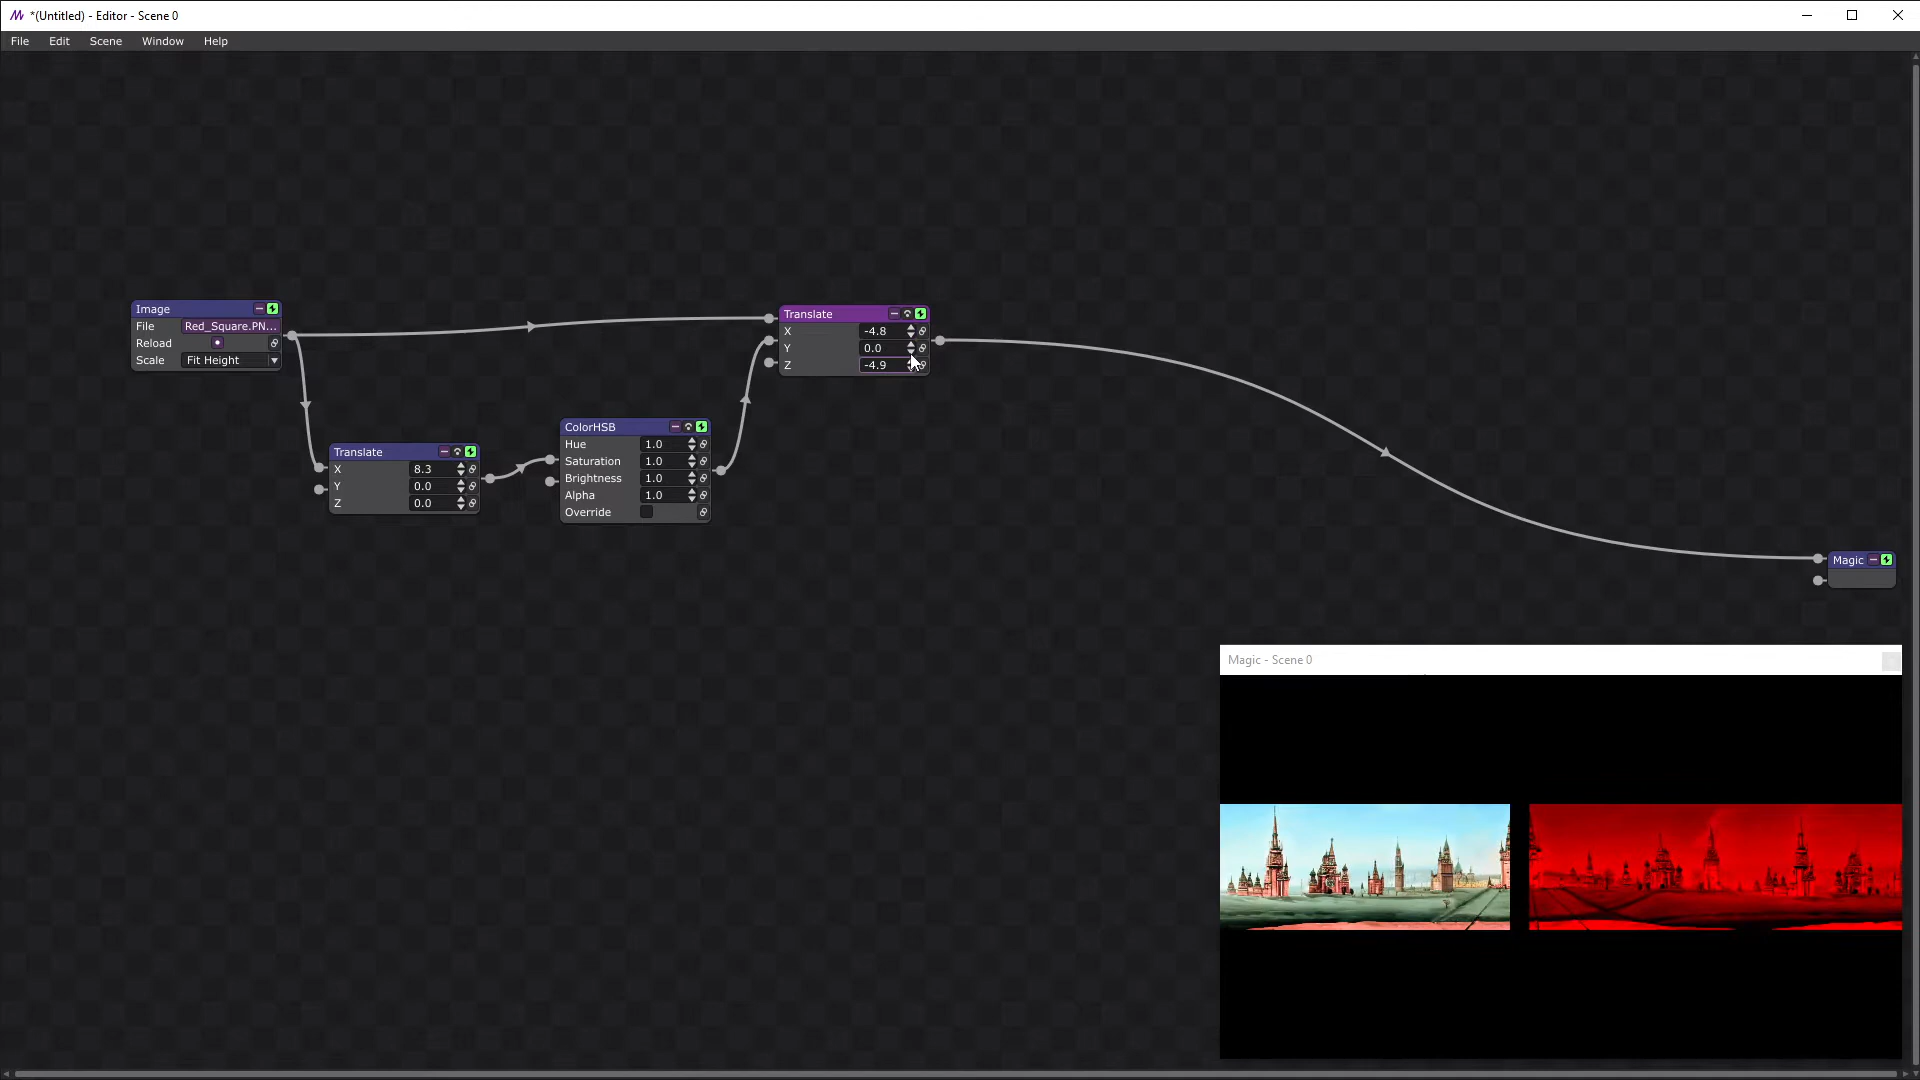 *(Untitled) - Editor - Scene 0
File Edit Scene Window Help
Image
File Red_Square.PN...
Reload
Scale Fit Height
Translate
X -4.8
Y 0.0
Z -4.9
Translate
X 8.3
Y 0.0
Z 0.0
ColorHSB
Hue 1.0
Saturation 1.0
Brightness 1.0
Alpha 1.0
Override
Magic
Magic - Scene 0